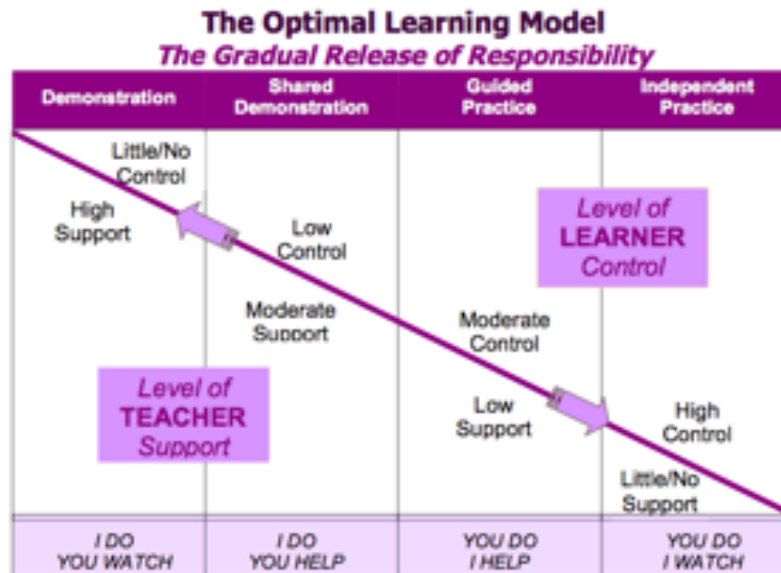 The Optimal Learning Model
The Gradual Release of Responsibility
Demonstration
Shared
Demonstration
Guided
Practice
Independent
Practice
Little/No
Control
High
Support
Low
Control
Moderate
Support
Level of
LEARNER
Control
Moderate
Control
Level of
TEACHER
Support
Low
Support
High
Control
Little/No
Support
I DO
YOU WATCH
I DO
YOU HELP
YOU DO
I HELP
YOU DO
I WATCH